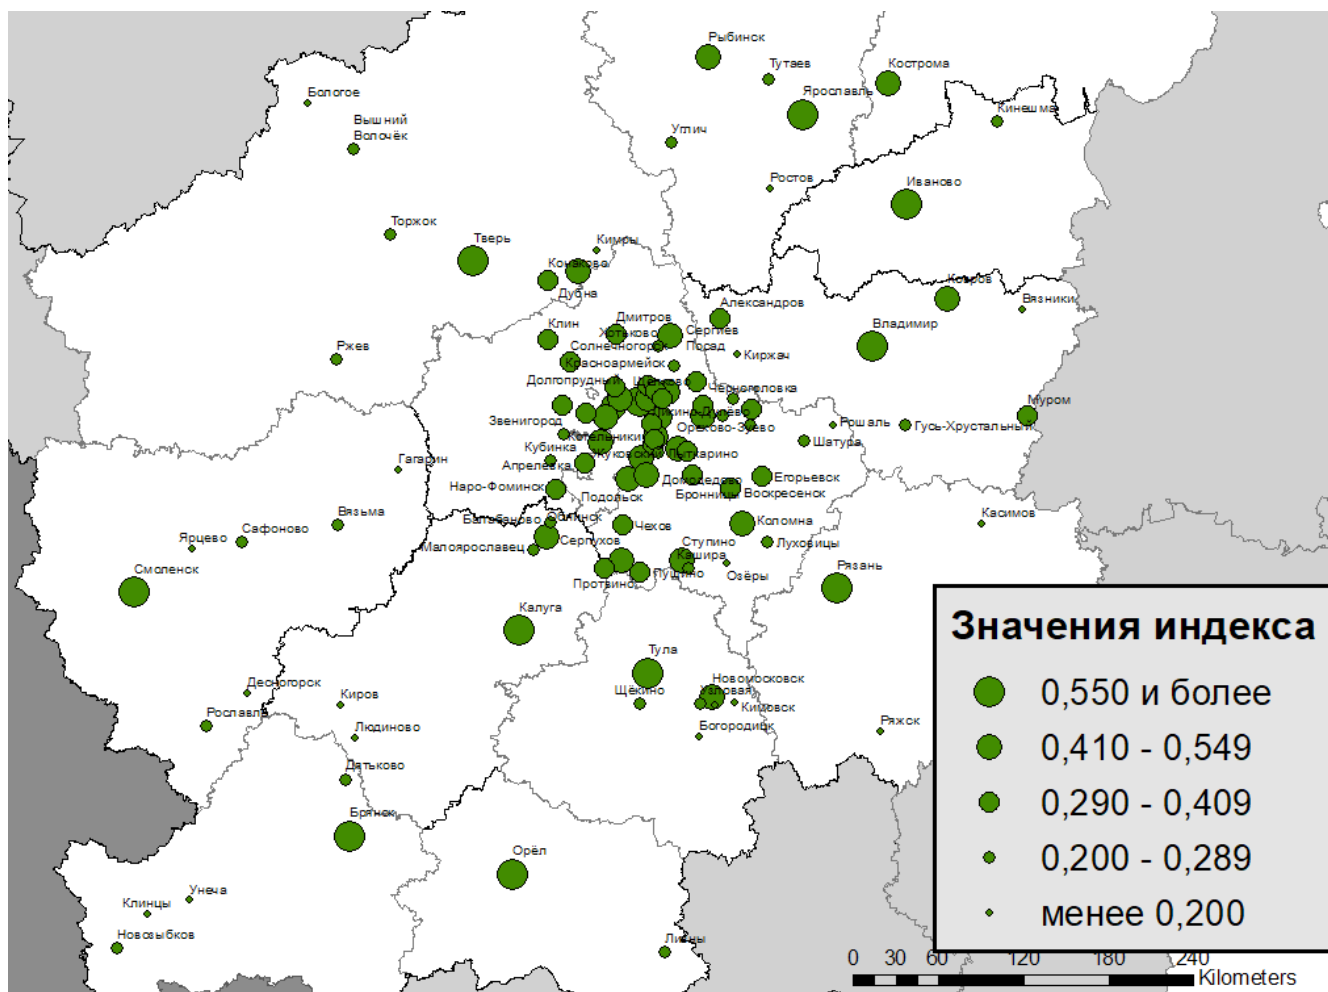 Рыбинск
Тутаев
Кострома
Ярославль
Бологое
Кинешма
Вышний
Волочёк
Углич
Ростов
Иваново
Торжок
Тверь
Кимры
Конаково
Дубна
Ковров
Вязники
Александров
Клин
Дмитров
Хотьково
Сергиев
Посад
Владимир
Солнечногорск
Ржев
Красноармейск
Киржач
Долгопрудный
Щёлково
Черноголовка
Муром
Звенигород
Ликино-Дулёво
Орехово-Зуево
Рошаль
Гусь-Хрустальный
Котельники
Шатура
Кубинка
Жуковский
Лыткарино
Гагарин
Апрелевка
Наро-Фоминск
Домодедово
Егорьевск
Бронницы
Воскресенск
Подольск
Касимов
Вязьма
Балабаново
Обнинск
Чехов
Коломна
Сафоново
Ярцево
Малоярославец
Серпухов
Ступино
Луховицы
Кашира
Смоленск
Протвино
Пущино
Озёры
Рязань
Калуга
Тула
Десногорск
Киров
Щёкино
Узловая
Новомосковск
Кимовск
Рославль
Людиново
Богородицк
Ряжск
Дятьково
Брянск
Орёл
Унеча
Клинцы
Новозыбков
Ливны
Значения индекса
0,550 и более
0,410 - 0,549
0,290 - 0,409
0,200 - 0,289
менее 0,200
0 30 60 120 180 240
Kilometers